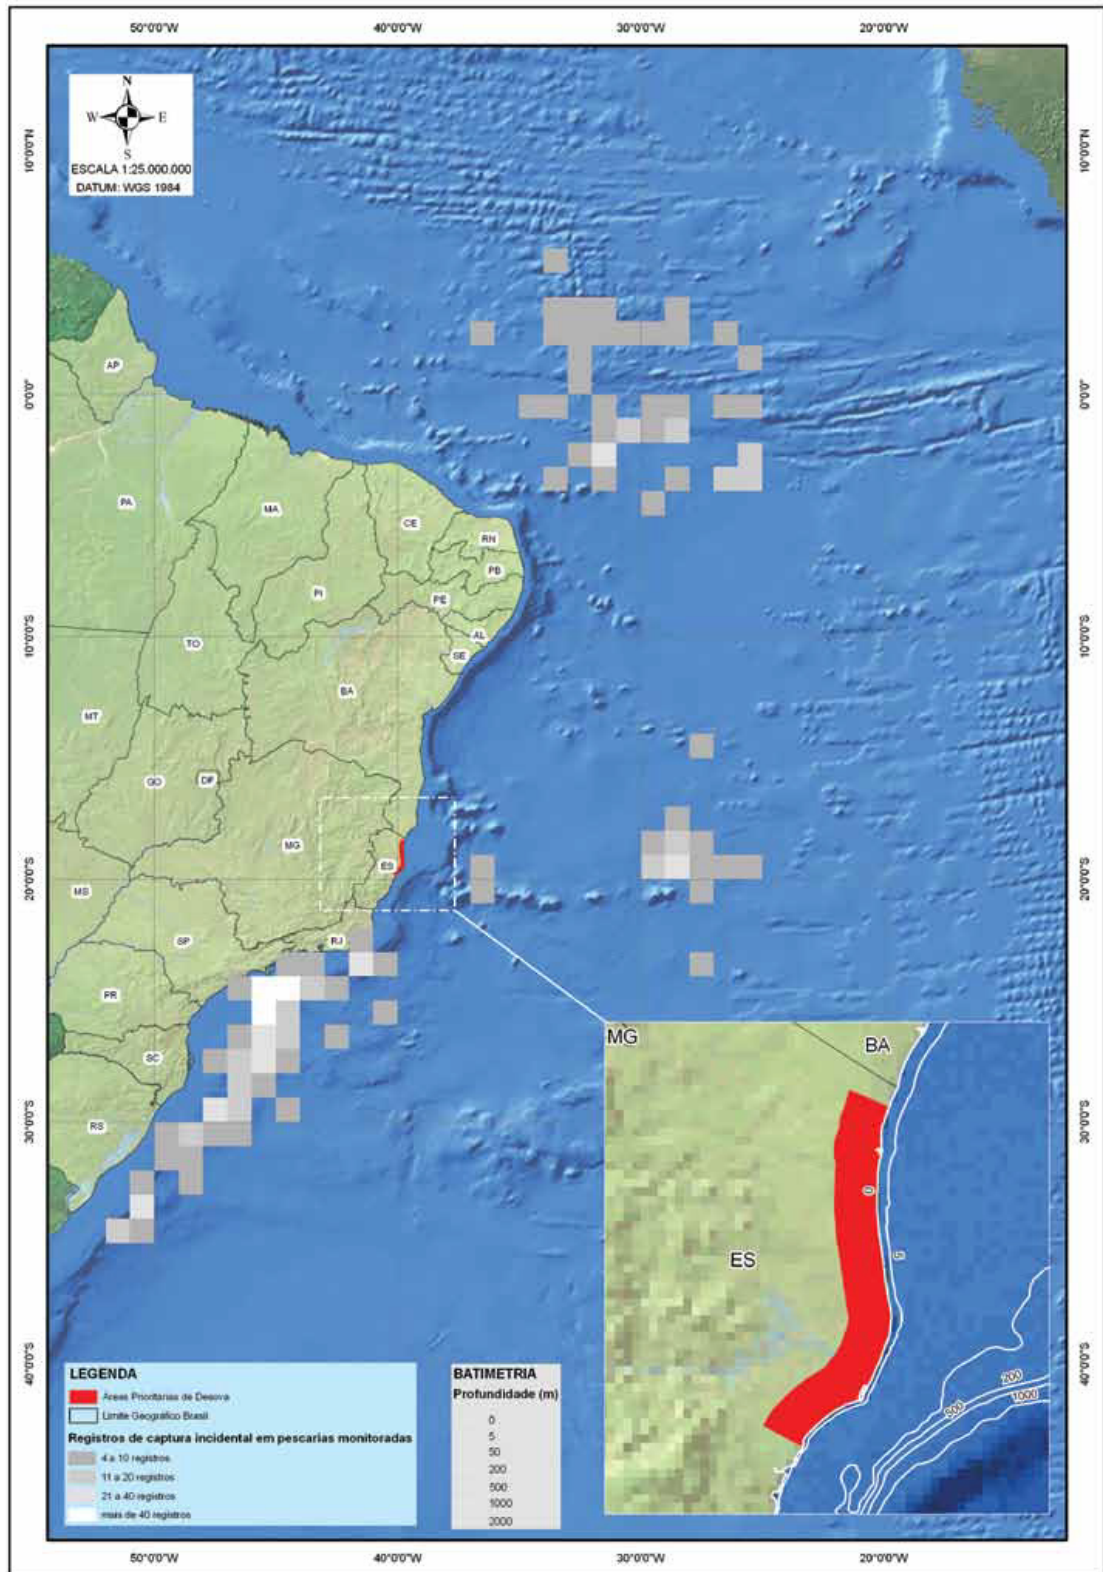 50°0'0"W 40°0'0"W 30°0'0"W 20°0'0"W
N
W E
S
ESCALA 1:25.000.000
DATUM: WGS 1984
10°0'0"N 10°0'0"N
AP
0°0'0" 0°0'0"
PA MA CE
RN
PB
PI PE
AL
TO SE
10°0'0"S 10°0'0"S
BA
MT
GO DF
MG
ES
MS
20°0'0"S 20°0'0"S
SP RJ
PR
SC
RS
30°0'0"S 30°0'0"S
MG BA
0
5
ES
200
500 1000
40°0'0"S 40°0'0"S
LEGENDA
Áreas Prioritárias de Desova
Limite Geográfico Brasil
Registros de captura incidental em pescarias monitoradas
4 a 10 registros
11 a 20 registros
21 a 40 registros
mais de 40 registros
BATIMETRIA
Profundidade (m)
0
5
50
200
500
1000
2000
50°0'0"W 40°0'0"W 30°0'0"W 20°0'0"W